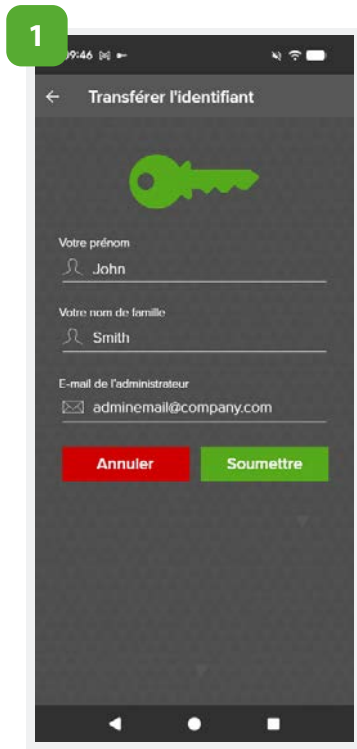 1
9:46
Transférer l'identifiant
Votre prénom
John
Votre nom de famille
Smith
E-mail de l'administrateur
adminemail@company.com
Annuler
Soumettre